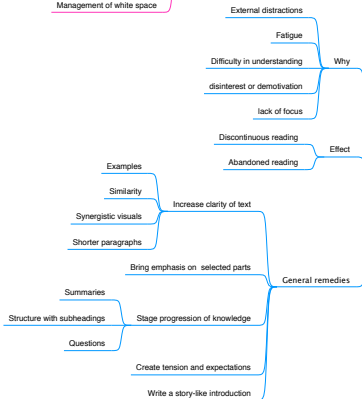 Management of white space
External distractions
Fatigue
Difficulty in understanding
Why
disinterest or demotivation
lack of focus
Discontinuous reading
Effect
Abandoned reading
Examples
Similarity
Increase clarity of text
Synergistic visuals
Shorter paragraphs
Bring emphasis on selected parts
General remedies
Summaries
Structure with subheadings
Stage progression of knowledge
Questions
Create tension and expectations
Write a story-like introduction